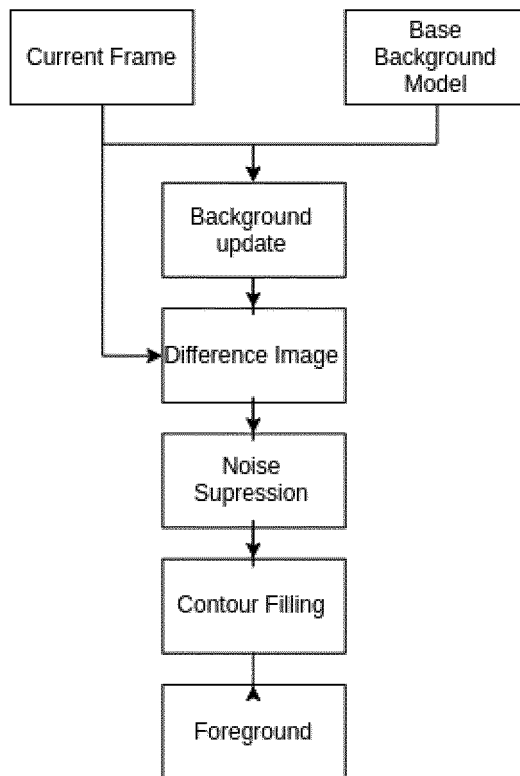 Current Frame
Base
Background
Model
Background
update
Difference Image
Noise
Supression
Contour Filling
Foreground